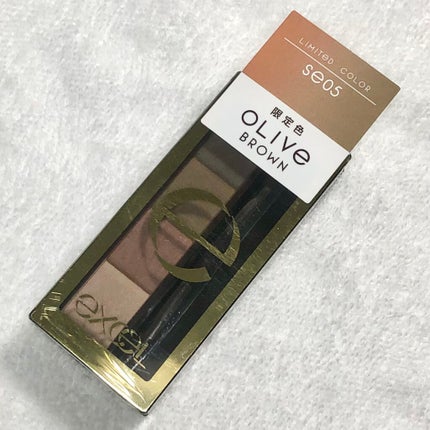 LIMITED COLOR
se05
限定色
OLive
BROWN
e
excel